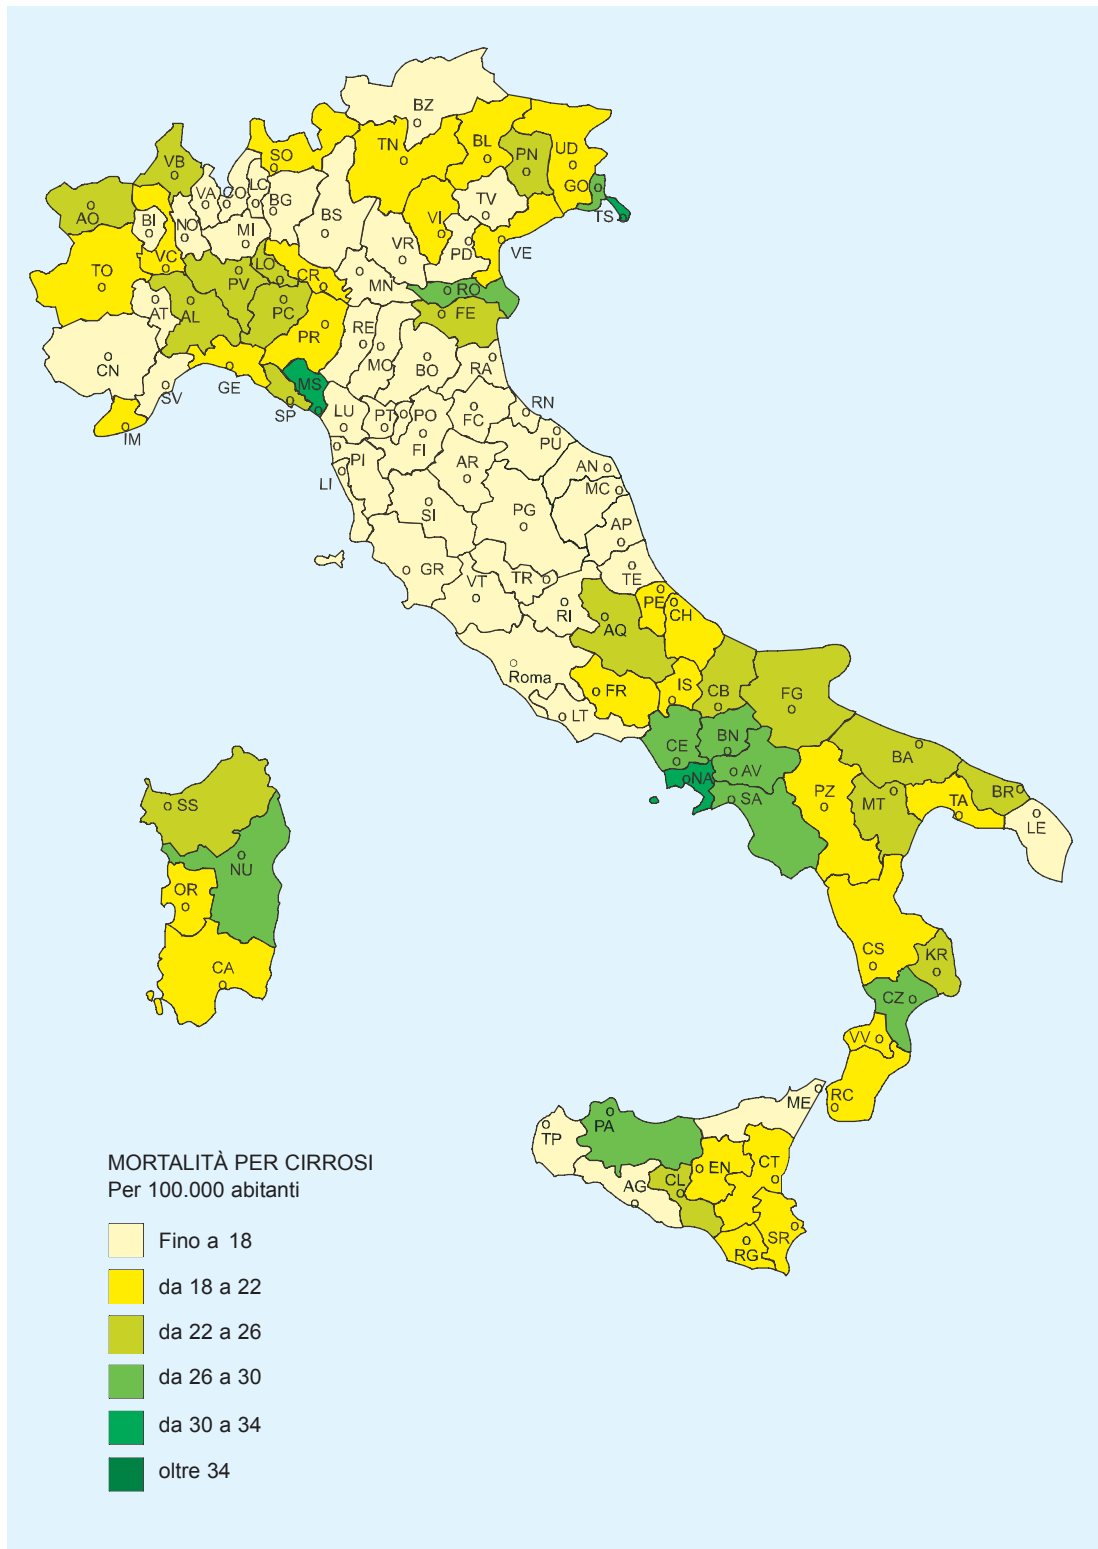 BZ
TN
BL
PN
UD
GO
TS
SO
VB
VA
CO
LC
BG
BS
TV
VI
AO
BI
NO
MI
VR
PD
VE
TO
VC
PV
LO
CR
MN
RO
AT
AL
PC
PR
RE
MO
BO
FE
RA
CN
SV
GE
SP
MS
IM
LU
PT
PO
FC
RN
PU
FI
AR
AN
MC
LI
PI
SI
PG
AP
GR
VT
TR
TE
RI
PE
CH
AQ
Roma
FR
IS
CB
FG
LT
CE
BN
NA
AV
SA
BA
PZ
MT
TA
BR
LE
SS
NU
OR
CA
CS
KR
CZ
VV
RC
ME
PA
TP
AG
CL
EN
CT
SR
RG
MORTALITÀ PER CIRROSI
Per 100.000 abitanti
Fino a 18
da 18 a 22
da 22 a 26
da 26 a 30
da 30 a 34
oltre 34